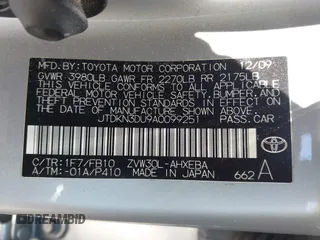 MFD.BY: TOYOTA MOTOR CORPORATION 12/09
GVWR 3980LB GAWR FR 2270LB RR 2175LB
THIS VEHICLE CONFORMS TO ALL APPLICABLE
FEDERAL MOTOR VEHICLE SAFETY, BUMPER, AND
THEFT PREVENTION STANDARDS IN EFFECT ON
THE DATE OF MANUFACTURE SHOWN ABOVE.
JTDKN3DU9A0099251
PASS. CAR
C/TR: 1F7/FB10 ZVW30L-AHXEBA
A/TM: -01A/P410 MADE IN JAPAN 662 A
DREAMBID